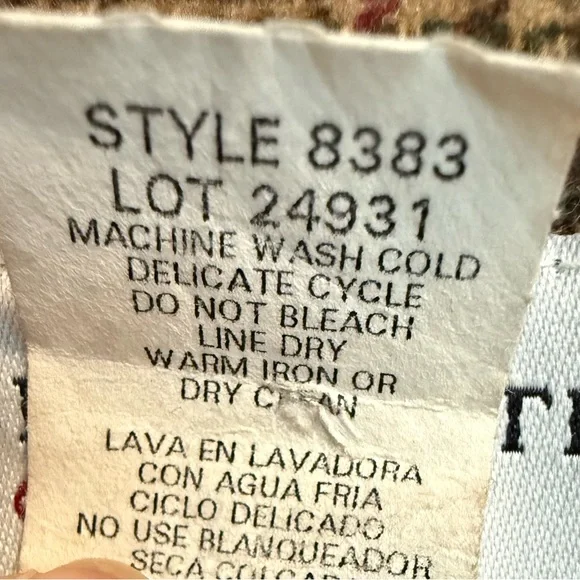 STYLE 8383
LOT 24931
MACHINE WASH COLD
DELICATE CYCLE
DO NOT BLEACH
LINE DRY
WARM IRON OR
DRY CLEAN
LAVA EN LAVADORA
CON AGUA FRIA
CICLO DELICADO
NO USE BLANQUEADOR
SECA